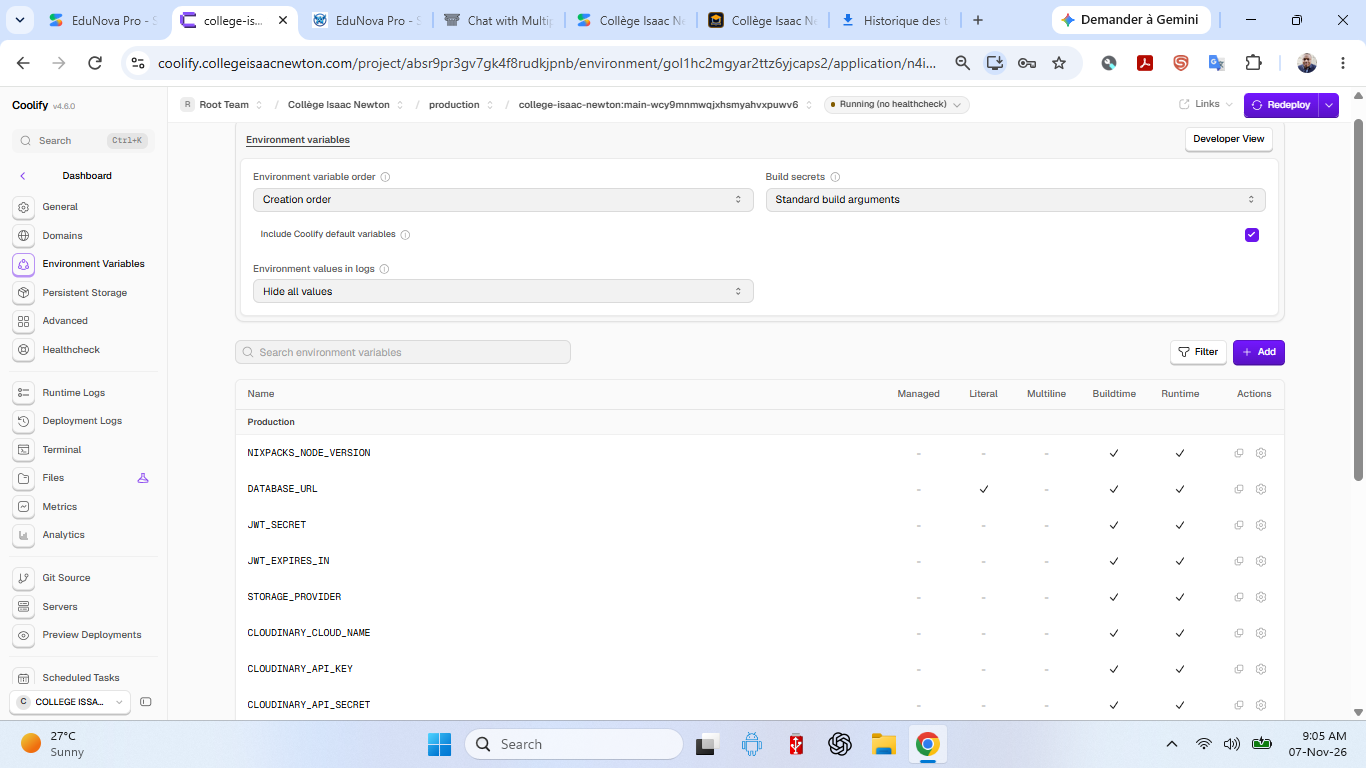 EduNova Pro - S
college-is
EduNova Pro - S
Chat with Multip
Collège Isaac Ne
Collège Isaac Ne
Historique des t
Demander à Gemini
coolify.collegeisaacnewton.com/project/absr9pr3gv7gk4f8rudkjpnb/environment/gol1hc2mgyar2ttz6yjcaps2/application/n4i...
Coolify v4.6.0
R Root Team / Collège Isaac Newton / production / college-isaac-newton:main-wcy9mnmwqjxhsmyahvxpuwv6 Running (no healthcheck) Links Redeploy
Search Ctrl+K
Dashboard
General
Domains
Environment Variables
Persistent Storage
Advanced
Healthcheck
Runtime Logs
Deployment Logs
Terminal
Files
Metrics
Analytics
Git Source
Servers
Preview Deployments
Scheduled Tasks
C COLLEGE ISSA...
Environment variables Developer View
Environment variable order Build secrets
Creation order Standard build arguments
Include Coolify default variables
Environment values in logs
Hide all values
Search environment variables Filter + Add
Name Managed Literal Multiline Buildtime Runtime Actions
Production
NIXPACKS_NODE_VERSION - - -
DATABASE_URL - -
JWT_SECRET - - -
JWT_EXPIRES_IN - - -
STORAGE_PROVIDER - - -
CLOUDINARY_CLOUD_NAME - - -
CLOUDINARY_API_KEY - - -
CLOUDINARY_API_SECRET - - -
27°C
Sunny
Search
9:05 AM
07-Nov-26